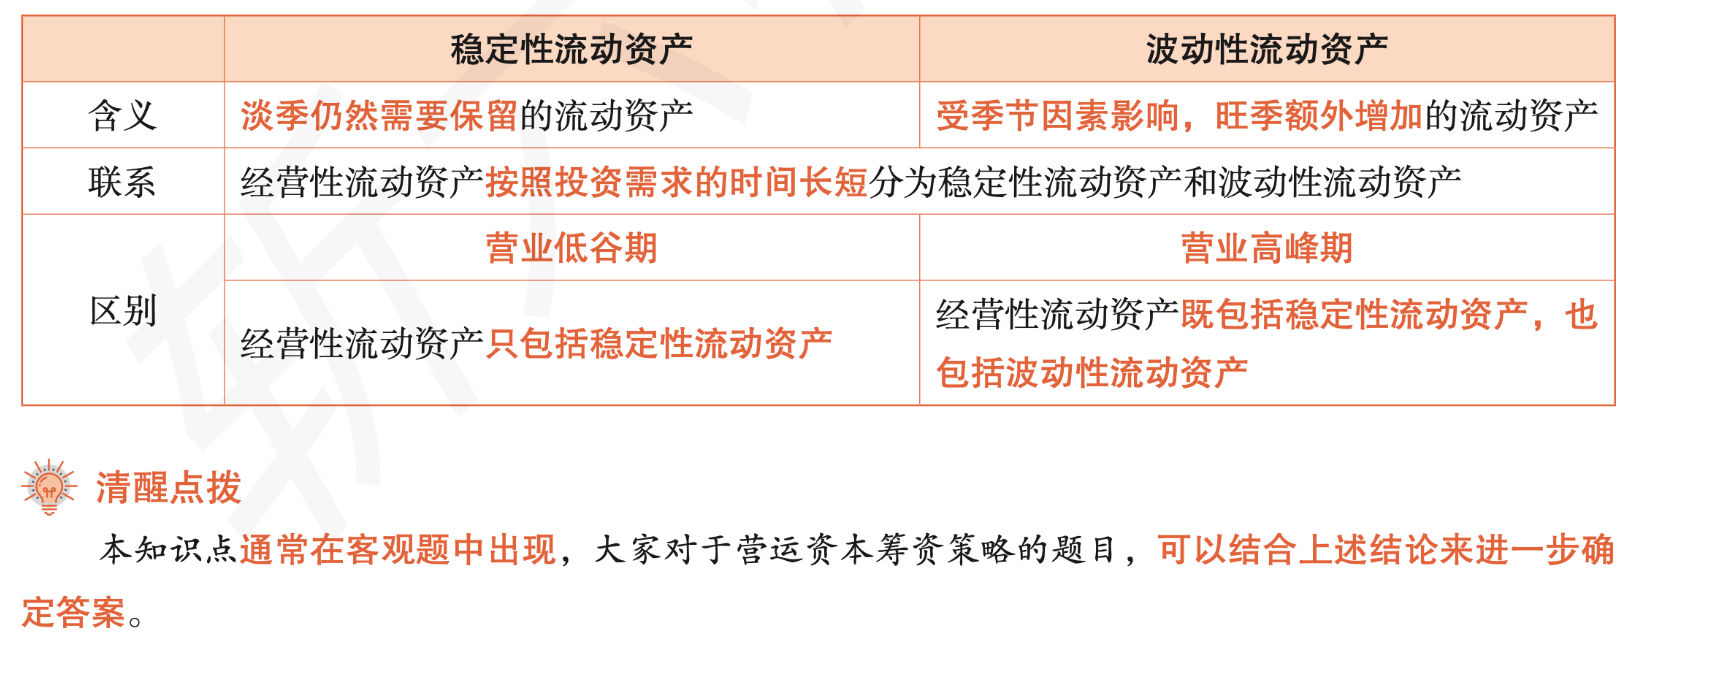 稳定性流动资产 波动性流动资产
含义 淡季仍然需要保留的流动资产 受季节因素影响，旺季额外增加的流动资产
联系 经营性流动资产按照投资需求的时间长短分为稳定性流动资产和波动性流动资产
区别 营业低谷期 营业高峰期
经营性流动资产只包括稳定性流动资产 经营性流动资产既包括稳定性流动资产，也
包括波动性流动资产
清醒点拨
本知识点通常在客观题中出现，大家对于营运资本筹资策略的题目，可以结合上述结论来进一步确
定答案。